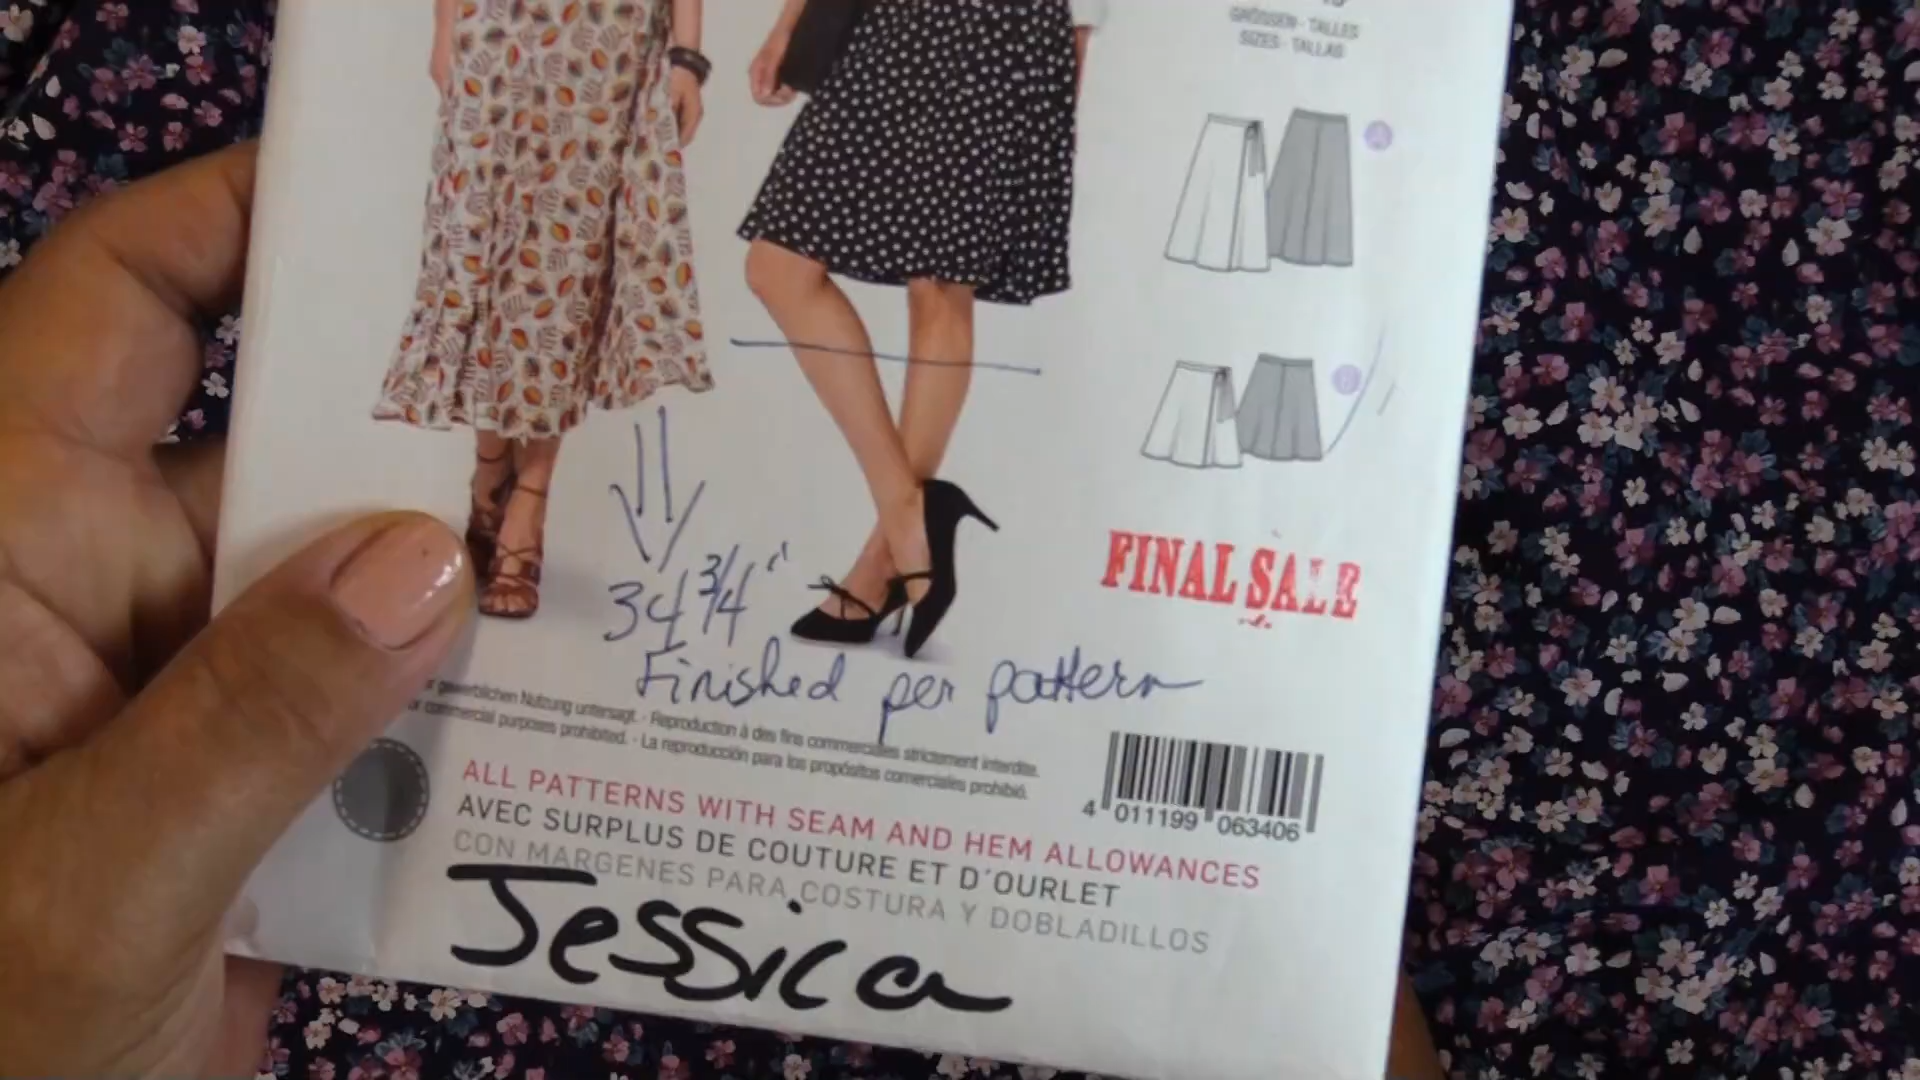 GRÖSSEN - TALLES
SIZES - TALLAS
A
B
FINAL SALE
34 3/4"
Finished per pattern
gewerblichen Nutzung untersagt. - Reproduction à des fins commerciales strictement interdite.
commercial purposes prohibited. - La reproducción para los propósitos comerciales prohibió.
4 011199 063406
ALL PATTERNS WITH SEAM AND HEM ALLOWANCES
AVEC SURPLUS DE COUTURE ET D'OURLET
CON MARGENES PARA COSTURA Y DOBLADILLOS
Jessica